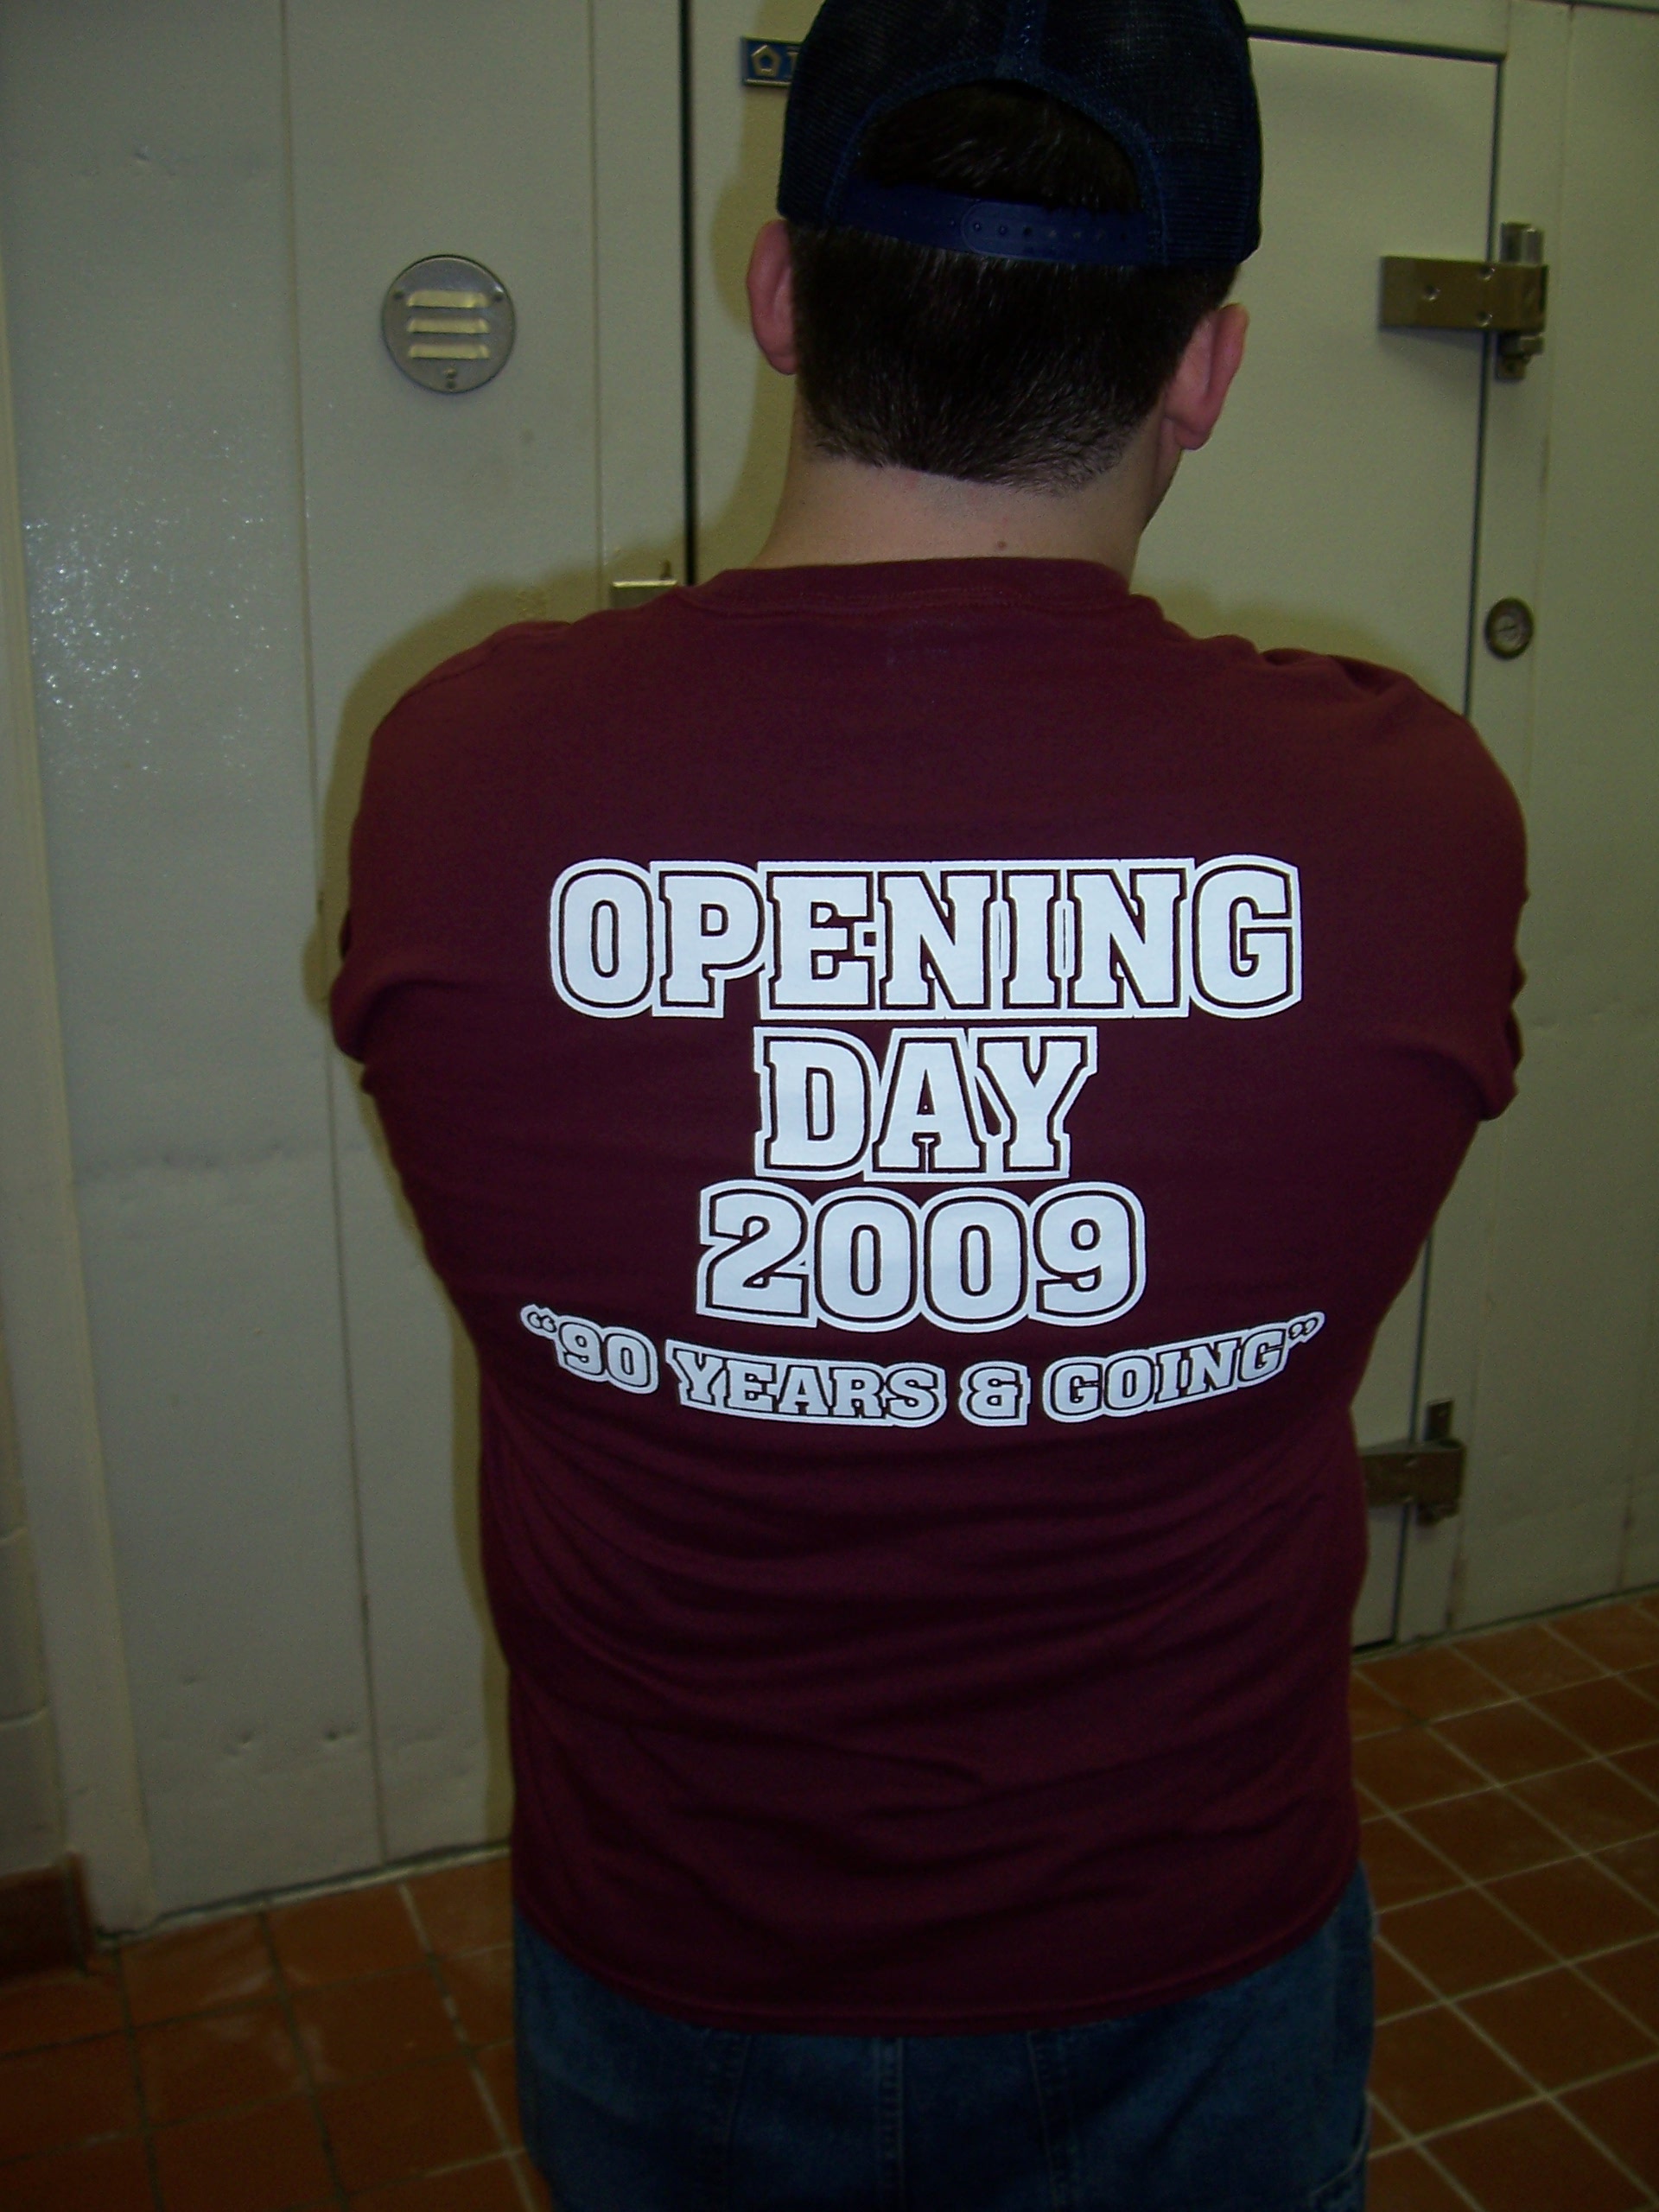 OPENING
DAY
2009
“90 YEARS & GOING”